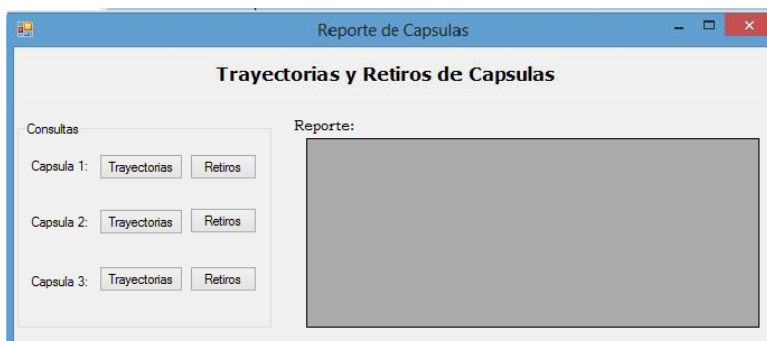 Reporte de Capsulas
Trayectorias y Retiros de Capsulas
Consultas
Capsula 1: Trayectorias Retiros
Capsula 2: Trayectorias Retiros
Capsula 3: Trayectorias Retiros
Reporte: